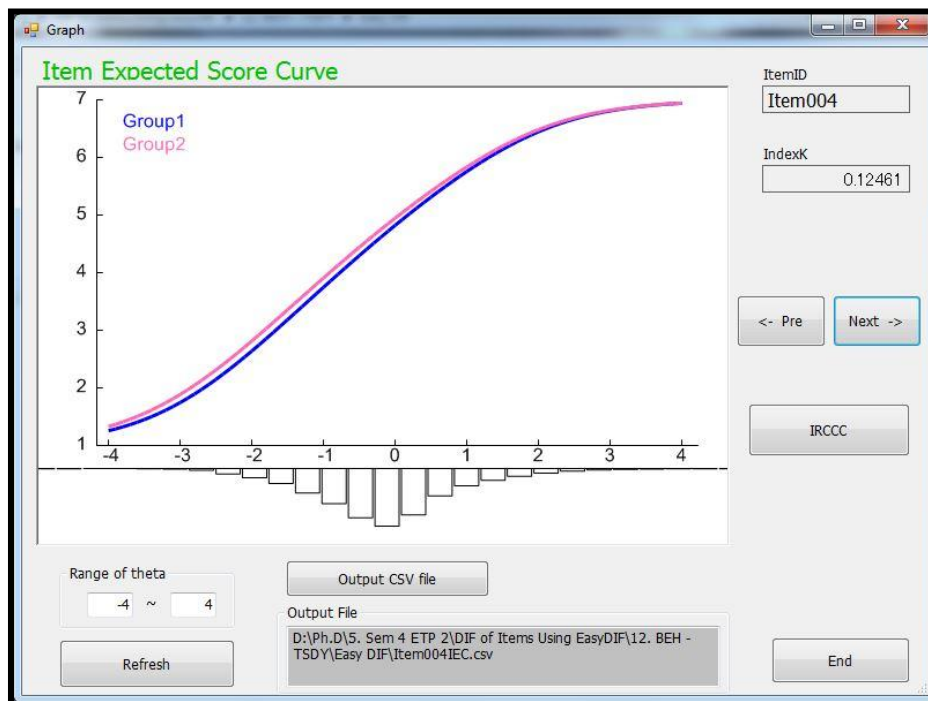 Graph
Item Expected Score Curve
7
6
5
4
3
2
1
Group1
Group2
-4 -3 -2 -1 0 1 2 3 4
ItemID
Item004
IndexK
0.12461
<- Pre Next ->
IRCCC
Range of theta
-4 ~ 4
Refresh
Output CSV file
Output File
D:\Ph.D\5. Sem 4 ETP 2\DIF of Items Using EasyDIF\12. BEH -
TSDY\Easy DIF\Item004IEC.csv
End